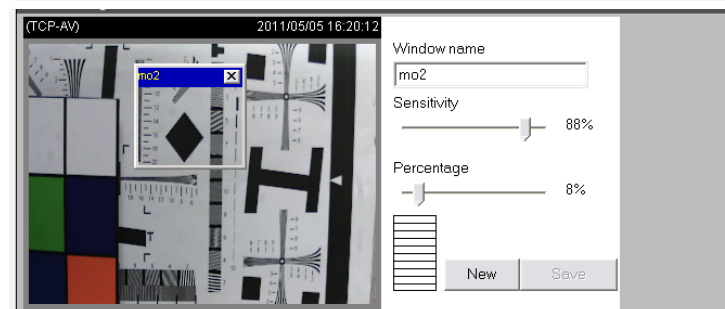 (TCP-AV) 2011/05/05 16:20:12
mo2
Window name
mo2
Sensitivity
88%
Percentage
8%
New Save